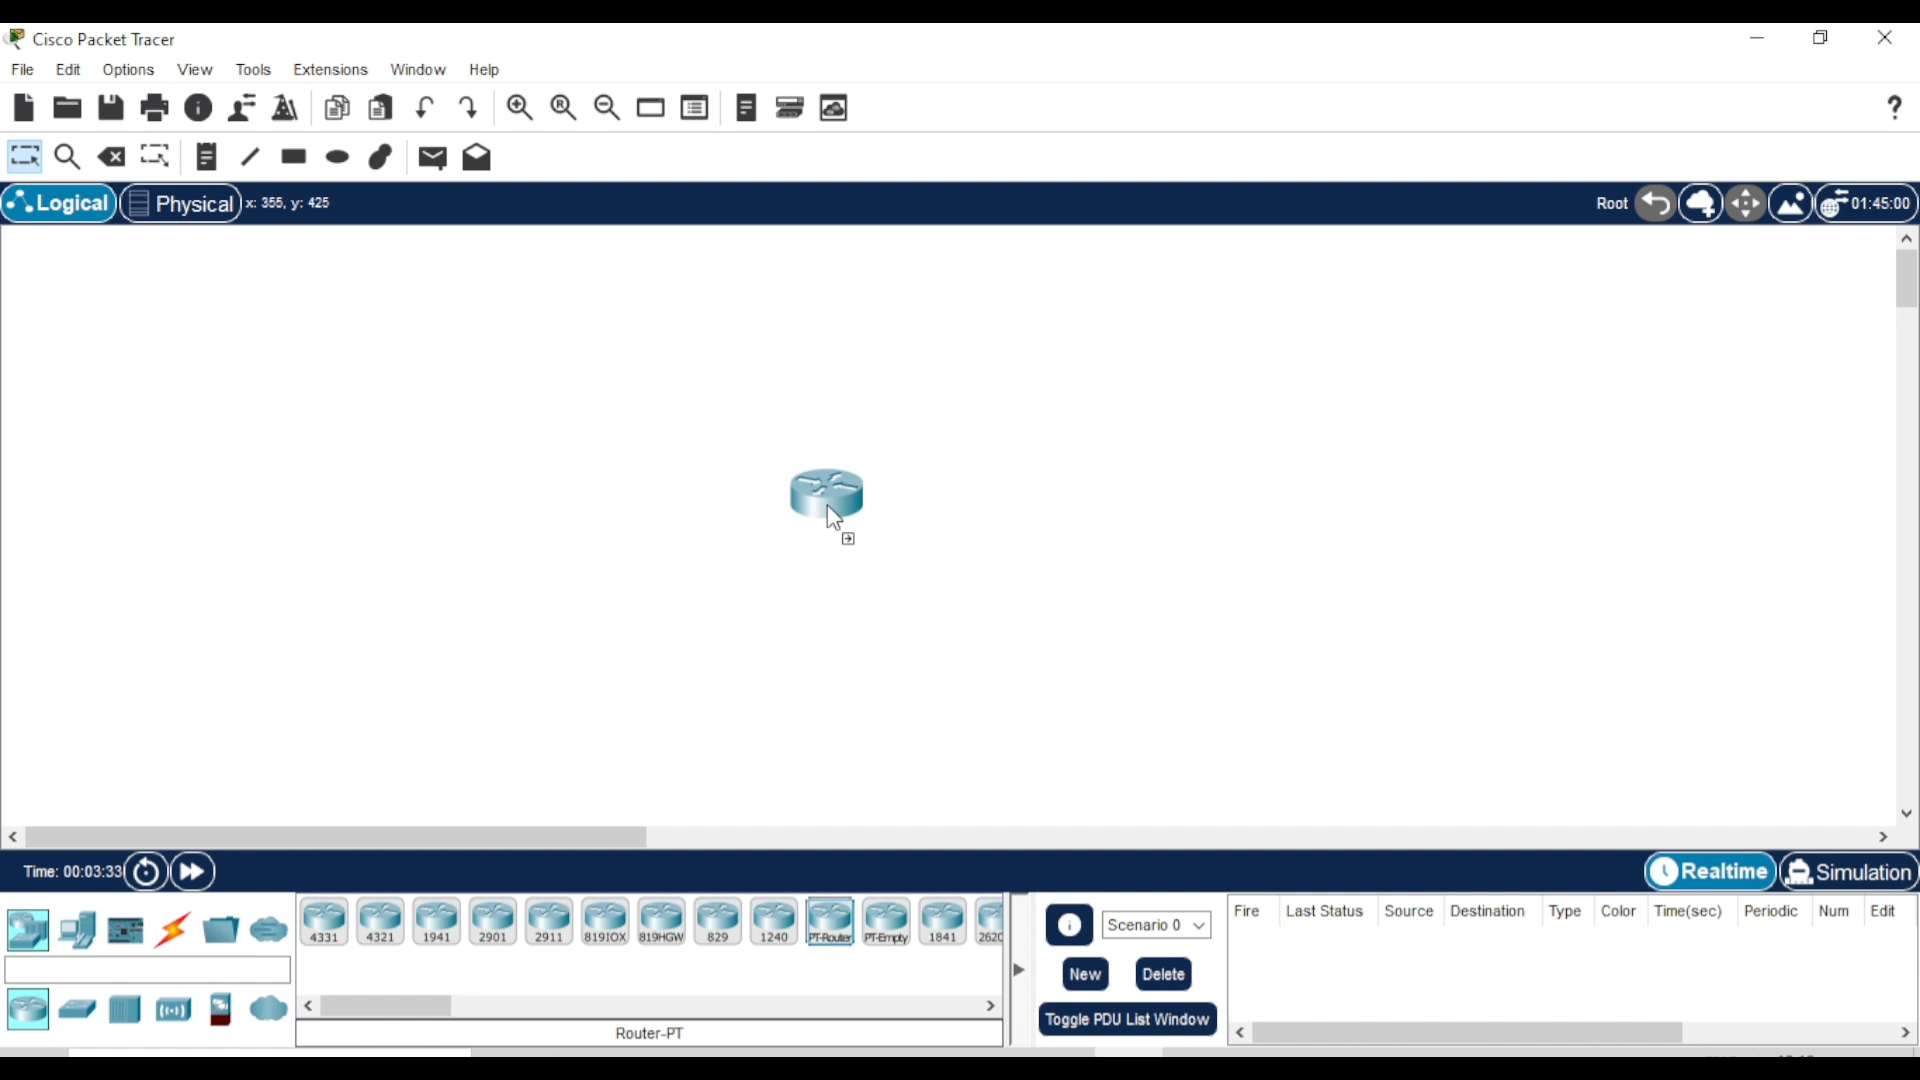 Cisco Packet Tracer
File Edit Options View Tools Extensions Window Help
Logical Physical x: 355, y: 425 Root 01:45:00
Time: 00:03:33 Realtime Simulation
4331 4321 1941 2901 2911 819IOX 819HGW 829 1240 PT-Router PT-Empty 1841 2620
Router-PT
Scenario 0
New Delete
Toggle PDU List Window
Fire Last Status Source Destination Type Color Time(sec) Periodic Num Edit